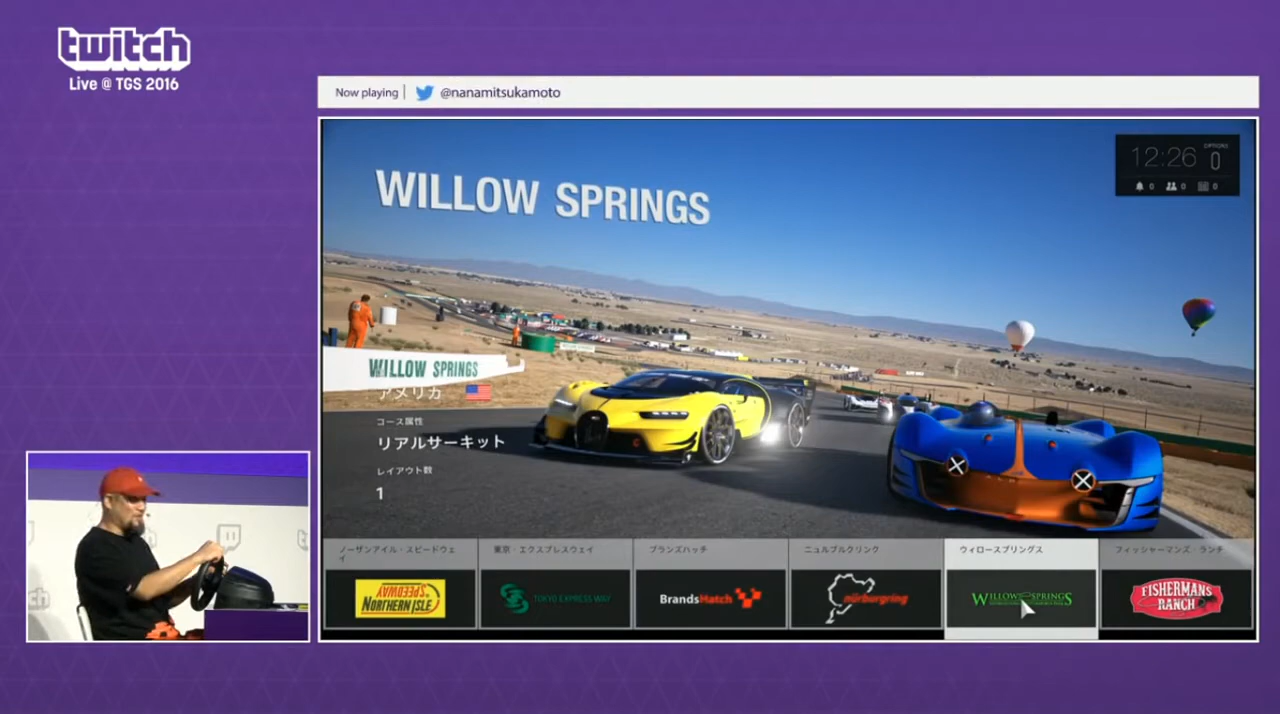 twitch
Live @ TGS 2016
Now playing | @nanamitsukamoto
WILLOW SPRINGS
12:26
OPTIONS
0
0 0 0
WILLOW SPRINGS
アメリカ
コース属性
リアルサーキット
レイアウト数
1
ノーザンアイル・スピードウェイ
東京・エクスプレスウェイ
ブランズハッチ
ニュルブルクリンク
ウィロースプリングス
フィッシャーマンズ・ランチ
SPEEDWAY
NORTHERN ISLE
TOKYO EXPRESS WAY
BrandsHatch
nürburgring
WILLOW SPRINGS
FISHERMANS
RANCH